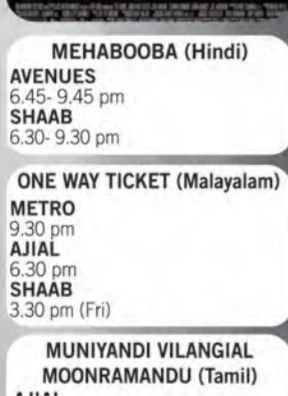 MEHABOOBA (Hindi)
AVENUES
6.45- 9.45 pm
SHAAB
6.30- 9.30 pm
ONE WAY TICKET (Malayalam)
METRO
9.30 pm
AJIAL
6.30 pm
SHAAB
3.30 pm (Fri)
MUNIYANDI VILANGIAL
MOONRAMANDU (Tamil)
AJIAL